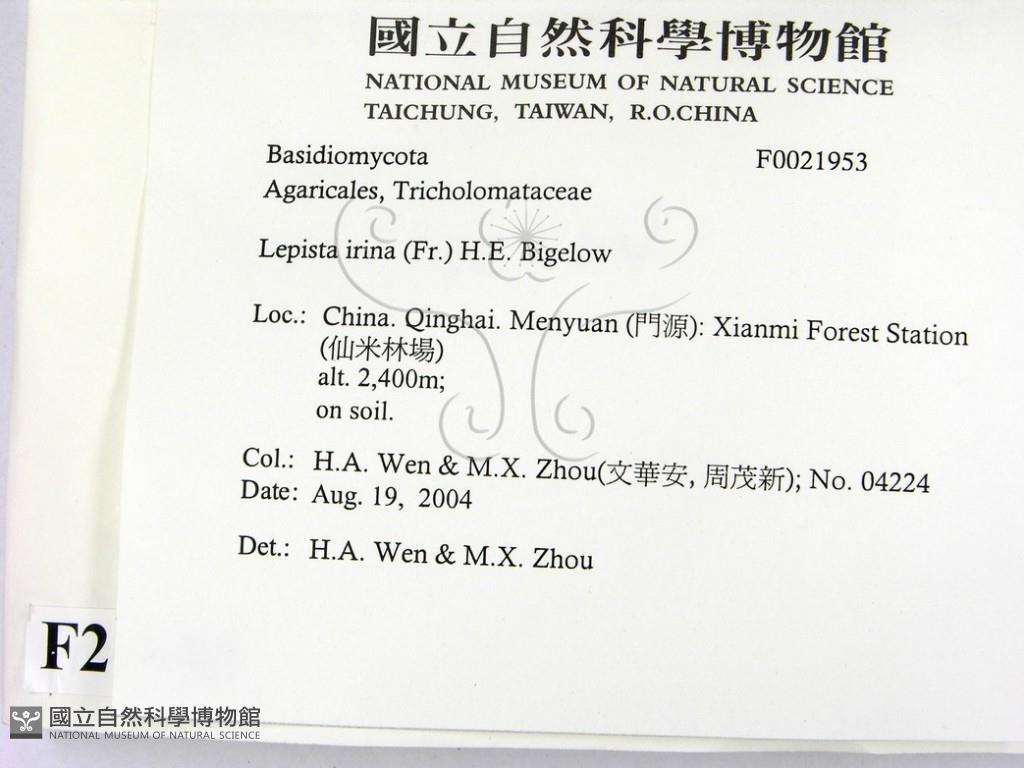 國立自然科學博物館
NATIONAL MUSEUM OF NATURAL SCIENCE
TAICHUNG, TAIWAN, R.O.CHINA
Basidiomycota F0021953
Agaricales, Tricholomataceae
Lepista irina (Fr.) H.E. Bigelow
Loc.: China. Qinghai. Menyuan (門源): Xianmi Forest Station
(仙米林場)
alt. 2,400m;
on soil.
Col.: H.A. Wen & M.X. Zhou(文華安, 周茂新); No. 04224
Date: Aug. 19, 2004
Det.: H.A. Wen & M.X. Zhou
F2
國立自然科學博物館
NATIONAL MUSEUM OF NATURAL SCIENCE